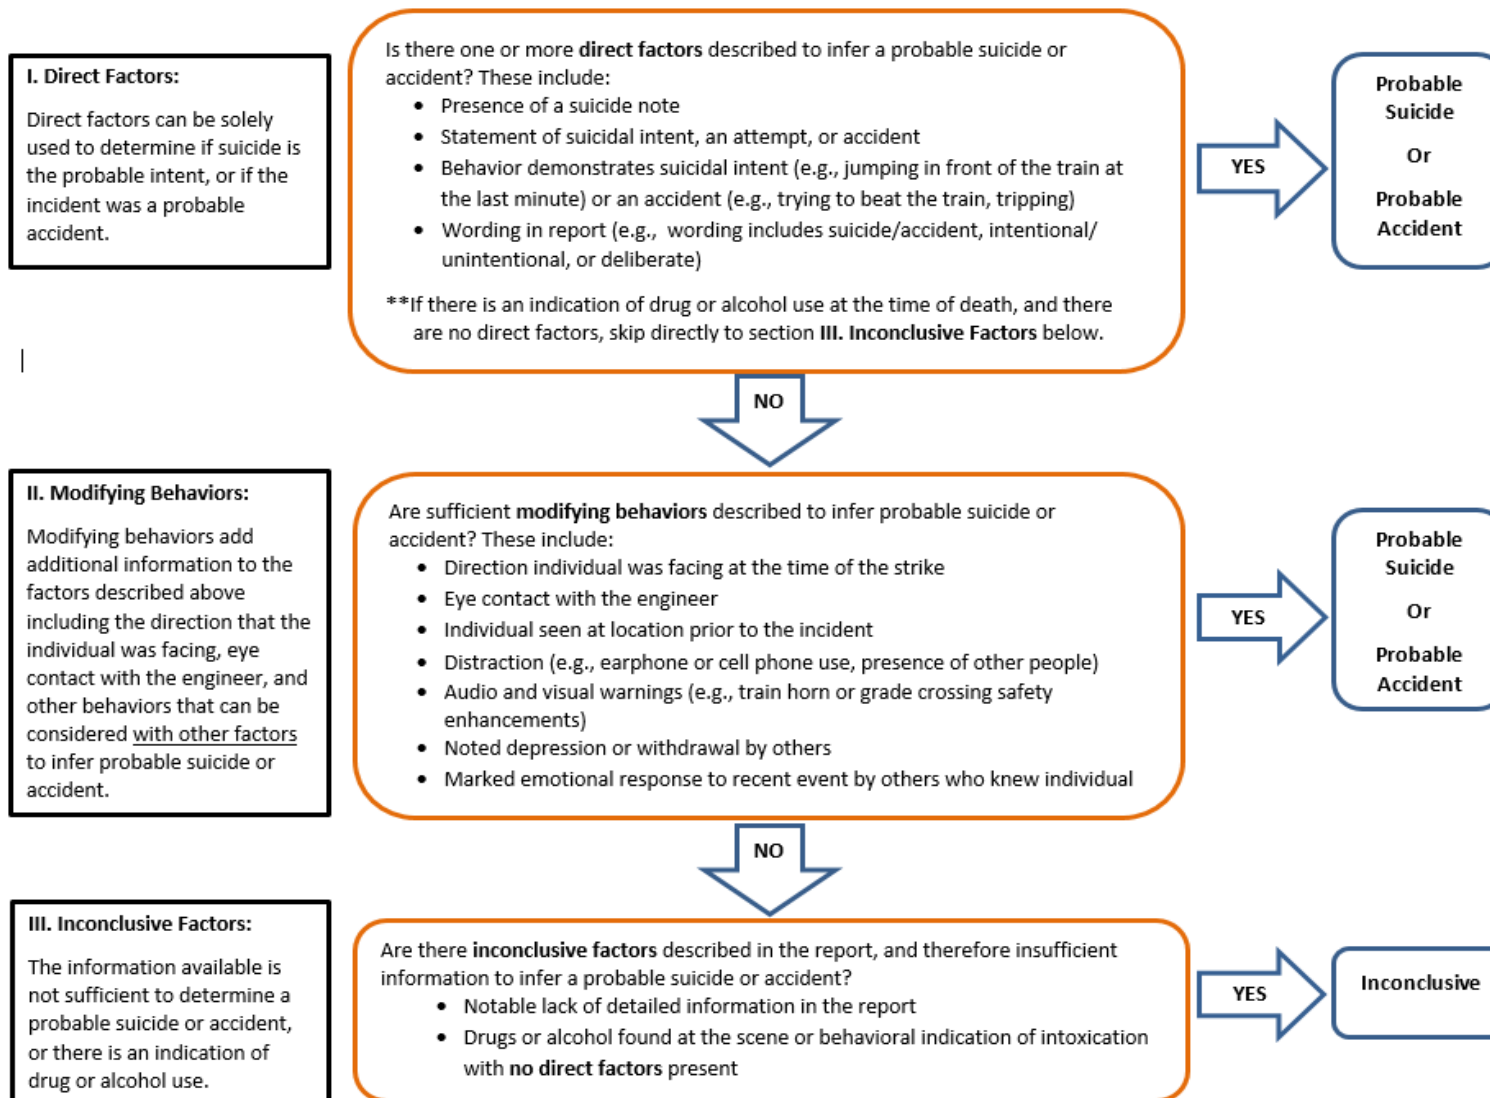 I. Direct Factors:
Direct factors can be solely
used to determine if suicide is
the probable intent, or if the
incident was a probable
accident.
Is there one or more direct factors described to infer a probable suicide or
accident? These include:
• Presence of a suicide note
• Statement of suicidal intent, an attempt, or accident
• Behavior demonstrates suicidal intent (e.g., jumping in front of the train at
the last minute) or an accident (e.g., trying to beat the train, tripping)
• Wording in report (e.g., wording includes suicide/accident, intentional/
unintentional, or deliberate)
**If there is an indication of drug or alcohol use at the time of death, and there
are no direct factors, skip directly to section III. Inconclusive Factors below.
YES
Probable
Suicide
Or
Probable
Accident
NO
II. Modifying Behaviors:
Modifying behaviors add
additional information to the
factors described above
including the direction that the
individual was facing, eye
contact with the engineer, and
other behaviors that can be
considered with other factors
to infer probable suicide or
accident.
Are sufficient modifying behaviors described to infer probable suicide or
accident? These include:
• Direction individual was facing at the time of the strike
• Eye contact with the engineer
• Individual seen at location prior to the incident
• Distraction (e.g., earphone or cell phone use, presence of other people)
• Audio and visual warnings (e.g., train horn or grade crossing safety
enhancements)
• Noted depression or withdrawal by others
• Marked emotional response to recent event by others who knew individual
YES
Probable
Suicide
Or
Probable
Accident
NO
III. Inconclusive Factors:
The information available is
not sufficient to determine a
probable suicide or accident,
or there is an indication of
drug or alcohol use.
Are there inconclusive factors described in the report, and therefore insufficient
information to infer a probable suicide or accident?
• Notable lack of detailed information in the report
• Drugs or alcohol found at the scene or behavioral indication of intoxication
with no direct factors present
YES
Inconclusive